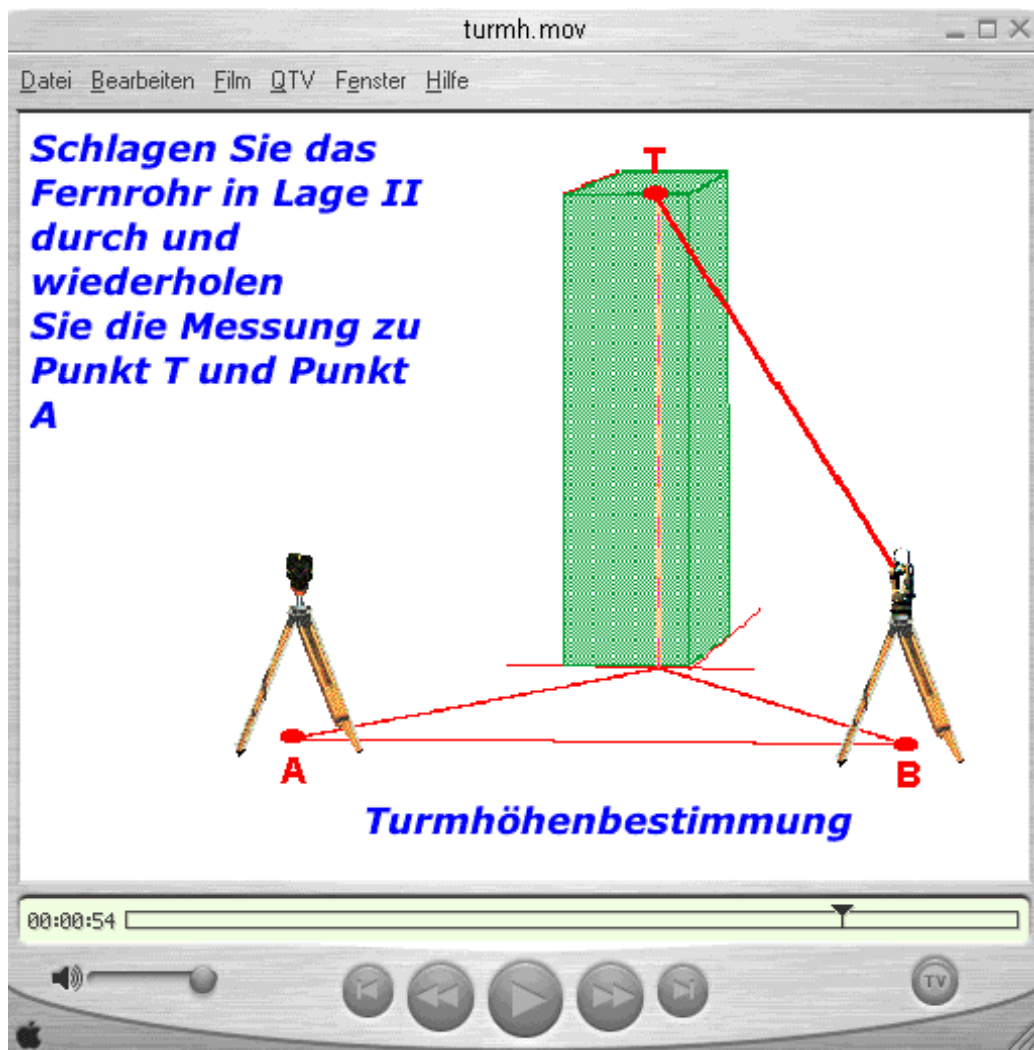 turmh.mov
Datei Bearbeiten Film QTV Fenster Hilfe
Schlagen Sie das
Fernrohr in Lage II
durch und
wiederholen
Sie die Messung zu
Punkt T und Punkt
A
T
A
B
Turmhöhenbestimmung
00:00:54
TV